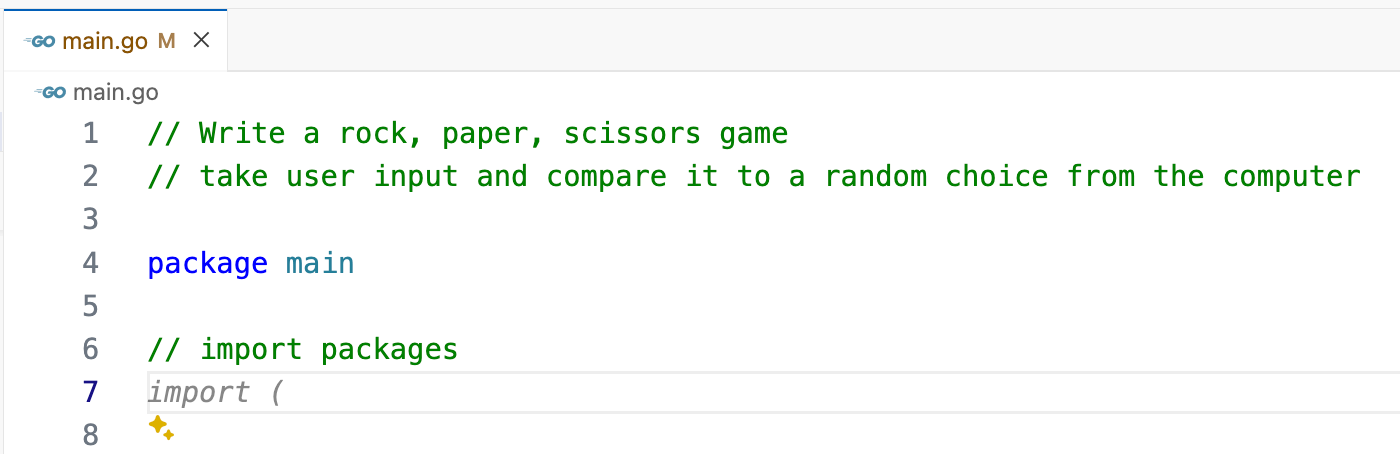 GO main.go M
GO main.go
1 // Write a rock, paper, scissors game
2 // take user input and compare it to a random choice from the computer
3
4 package main
5
6 // import packages
7 import (
8